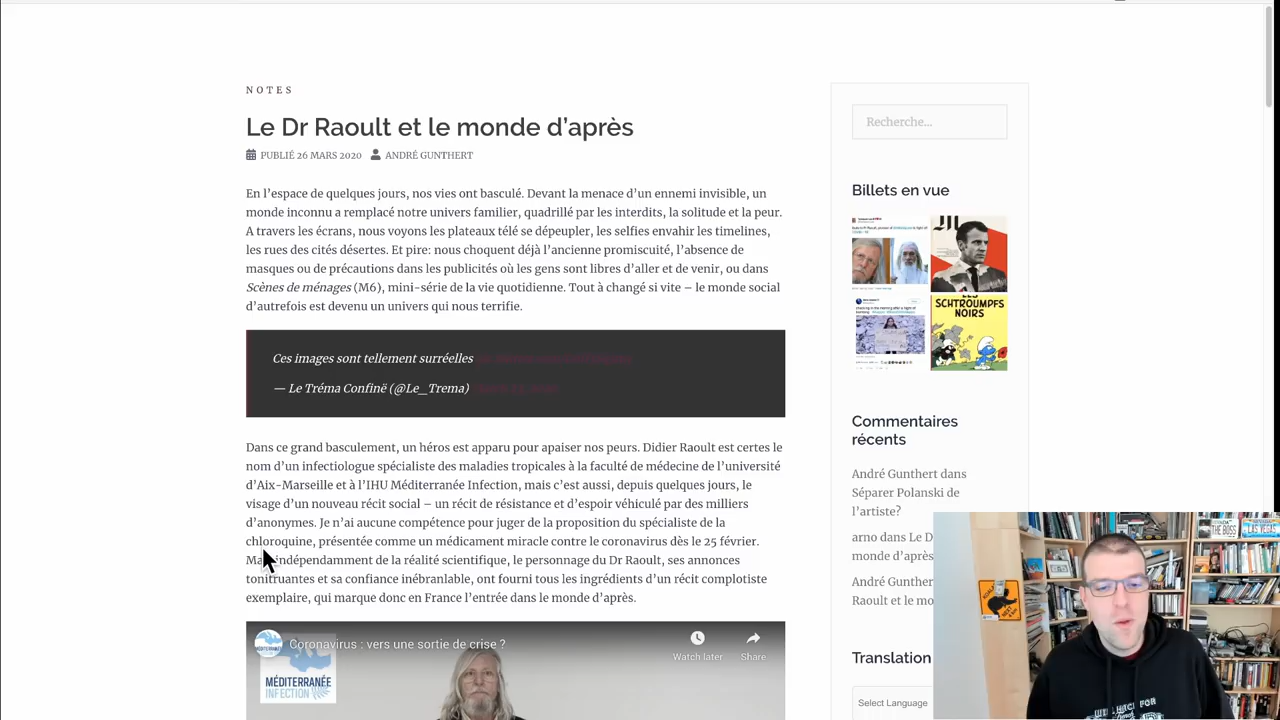 NOTES
Le Dr Raoult et le monde d’après
PUBLIÉ 26 MARS 2020 ANDRÉ GUNTHERT
En l’espace de quelques jours, nos vies ont basculé. Devant la menace d’un ennemi invisible, un
monde inconnu a remplacé notre univers familier, quadrillé par les interdits, la solitude et la peur.
A travers les écrans, nous voyons les plateaux télé se dépeupler, les selfies envahir les timelines,
les rues des cités désertes. Et pire: nous choquent déjà l’ancienne promiscuité, l’absence de
masques ou de précautions dans les publicités où les gens sont libres d’aller et de venir, ou dans
Scènes de ménages (M6), mini-série de la vie quotidienne. Tout à changé si vite – le monde social
d’autrefois est devenu un univers qui nous terrifie.
Ces images sont tellement surréelles
— Le Tréma Confinë (@Le_Trema)
Dans ce grand basculement, un héros est apparu pour apaiser nos peurs. Didier Raoult est certes le
nom d’un infectiologue spécialiste des maladies tropicales à la faculté de médecine de l’université
d’Aix-Marseille et à l’IHU Méditerranée Infection, mais c’est aussi, depuis quelques jours, le
visage d’un nouveau récit social – un récit de résistance et d’espoir véhiculé par des milliers
d’anonymes. Je n’ai aucune compétence pour juger de la proposition du spécialiste de la
chloroquine, présentée comme un médicament miracle contre le coronavirus dès le 25 février.
Ma indépendamment de la réalité scientifique, le personnage du Dr Raoult, ses annonces
tonitruantes et sa confiance inébranlable, ont fourni tous les ingrédients d’un récit complotiste
exemplaire, qui marque donc en France l’entrée dans le monde d’après.
Coronavirus : vers une sortie de crise ?
Watch later
Share
MÉDITERRANÉE
INFECTION
Recherche...
Billets en vue
SCHTROUMPFS
NOIRS
Commentaires
récents
André Gunthert dans
Séparer Polanski de
l’artiste?
arno dans Le D
monde d’après
André Gunther
Raoult et le mo
Translation
Select Language
THE BOSS
LAS VEGAS